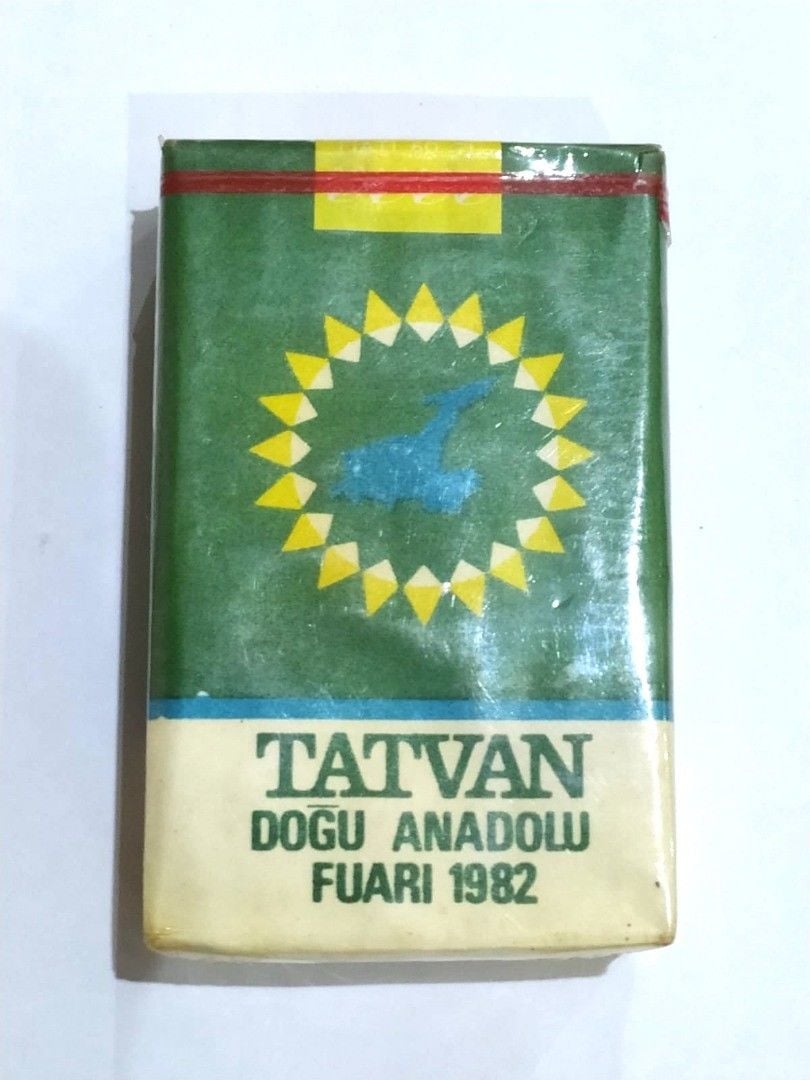 TATVAN
DOĞU ANADOLU
FUARI 1982